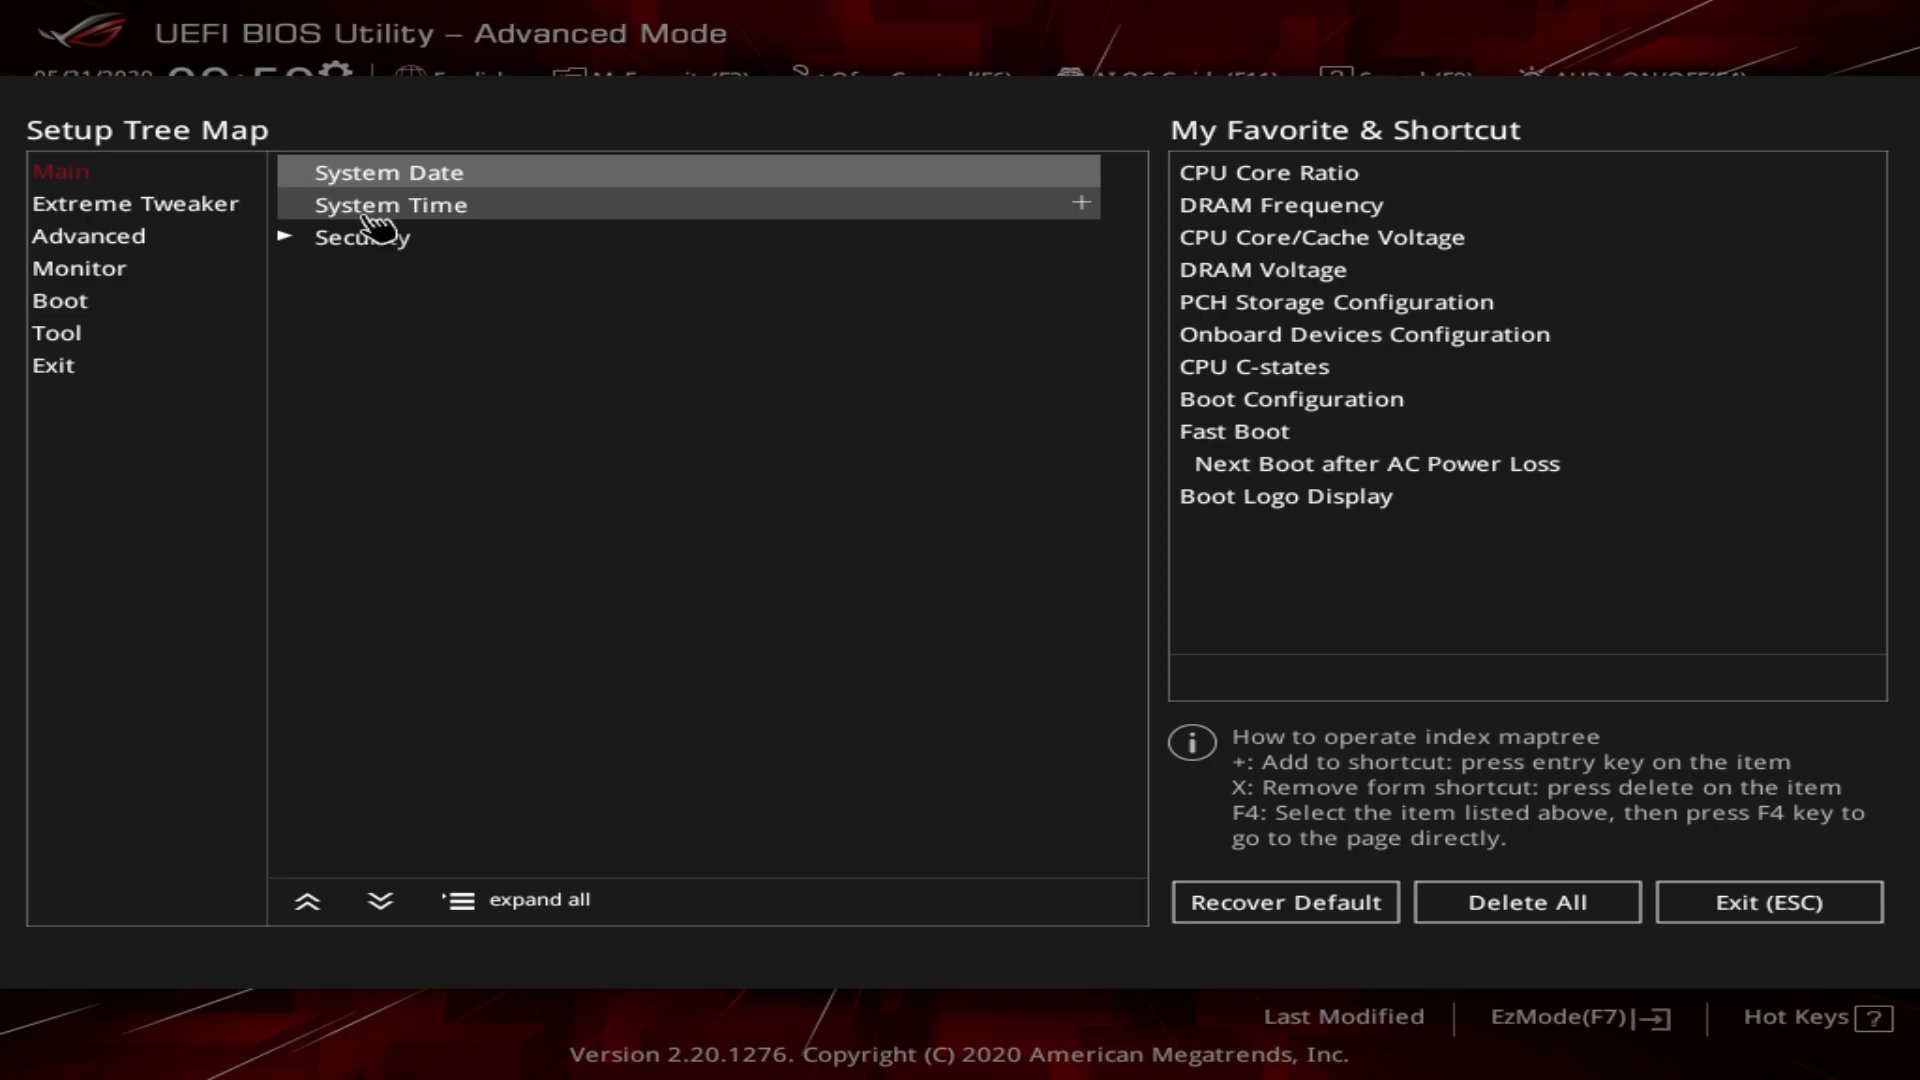 UEFI BIOS Utility – Advanced Mode
Setup Tree Map
My Favorite & Shortcut
Main
Extreme Tweaker
Advanced
Monitor
Boot
Tool
Exit
System Date
System Time +
Security
CPU Core Ratio
DRAM Frequency
CPU Core/Cache Voltage
DRAM Voltage
PCH Storage Configuration
Onboard Devices Configuration
CPU C-states
Boot Configuration
Fast Boot
Next Boot after AC Power Loss
Boot Logo Display
How to operate index maptree
+: Add to shortcut: press entry key on the item
X: Remove form shortcut: press delete on the item
F4: Select the item listed above, then press F4 key to
go to the page directly.
expand all
Recover Default
Delete All
Exit (ESC)
Last Modified
EzMode(F7)
Hot Keys ?
Version 2.20.1276. Copyright (C) 2020 American Megatrends, Inc.